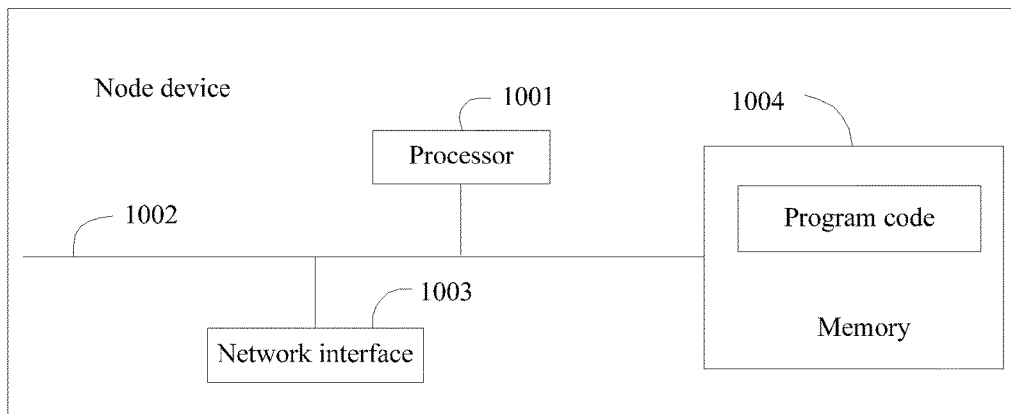 Node device
1001
1004
Processor
Program code
1002
1003
Network interface
Memory